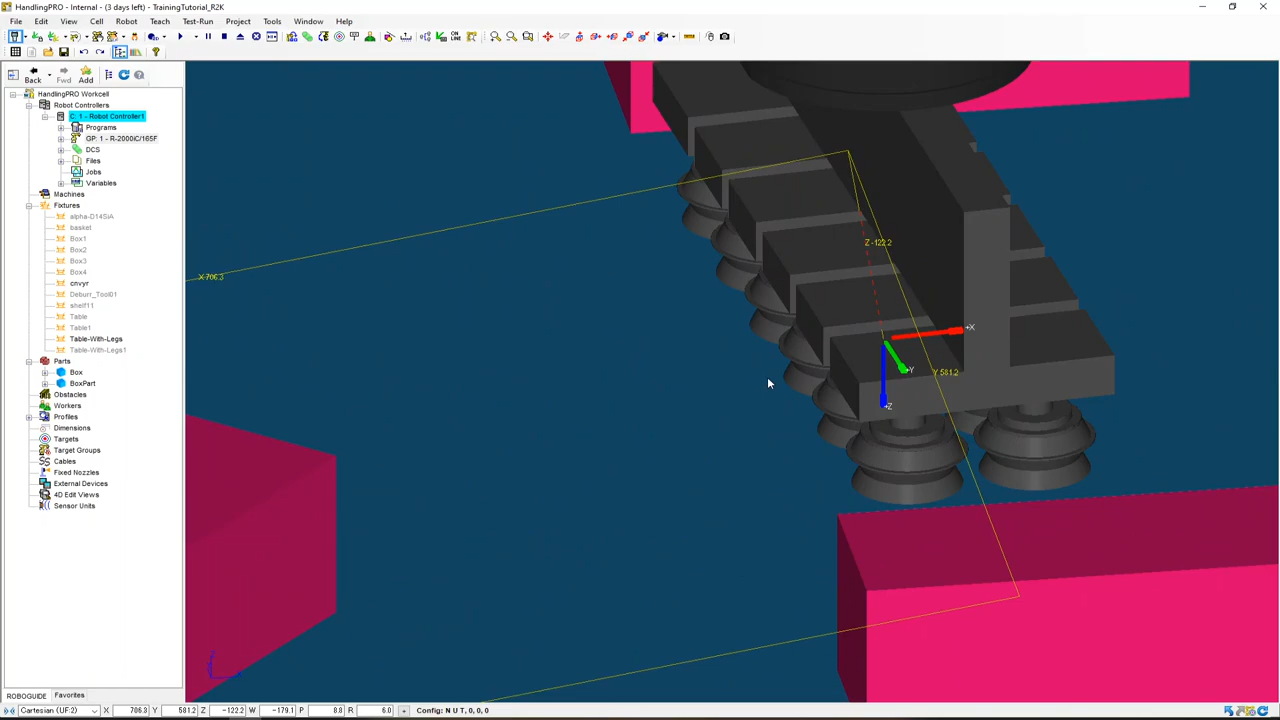 HandlingPRO - Internal - (3 days left) - TrainingTutorial_R2K
File Edit View Cell Robot Teach Test-Run Project Tools Window Help
ON LINE
Back Fwd Add
HandlingPRO Workcell
Robot Controllers
C: 1 - Robot Controller1
Programs
GP: 1 - R-2000iC/165F
DCS
Files
Jobs
Variables
Machines
Fixtures
alpha-D14SiA
basket
Box1
Box2
Box3
Box4
cnvyr
Deburr_Tool01
shelf11
Table
Table1
Table-With-Legs
Table-With-Legs1
Parts
Box
BoxPart
Obstacles
Workers
Profiles
Dimensions
Targets
Target Groups
Cables
Fixed Nozzles
External Devices
4D Edit Views
Sensor Units
ROBOGUIDE Favorites
Z -122.2
X 706.3
+X
+Y
Y 581.2
+Z
Cartesian (UF:2) X 706.3 Y 581.2 Z -122.2 W -179.1 P 8.8 R 6.0 Config: N U T, 0, 0, 0